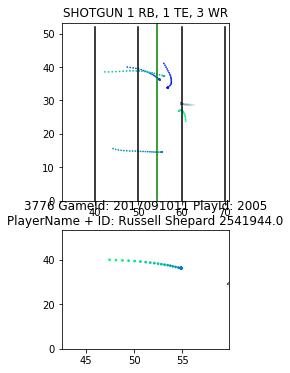 SHOTGUN 1 RB, 1 TE, 3 WR
50
40
30
20
10
0
40 50 60 70
3776 GameId: 2017091011 PlayId: 2005
PlayerName + ID: Russell Shepard 2541944.0
40
20
0
45 50 55